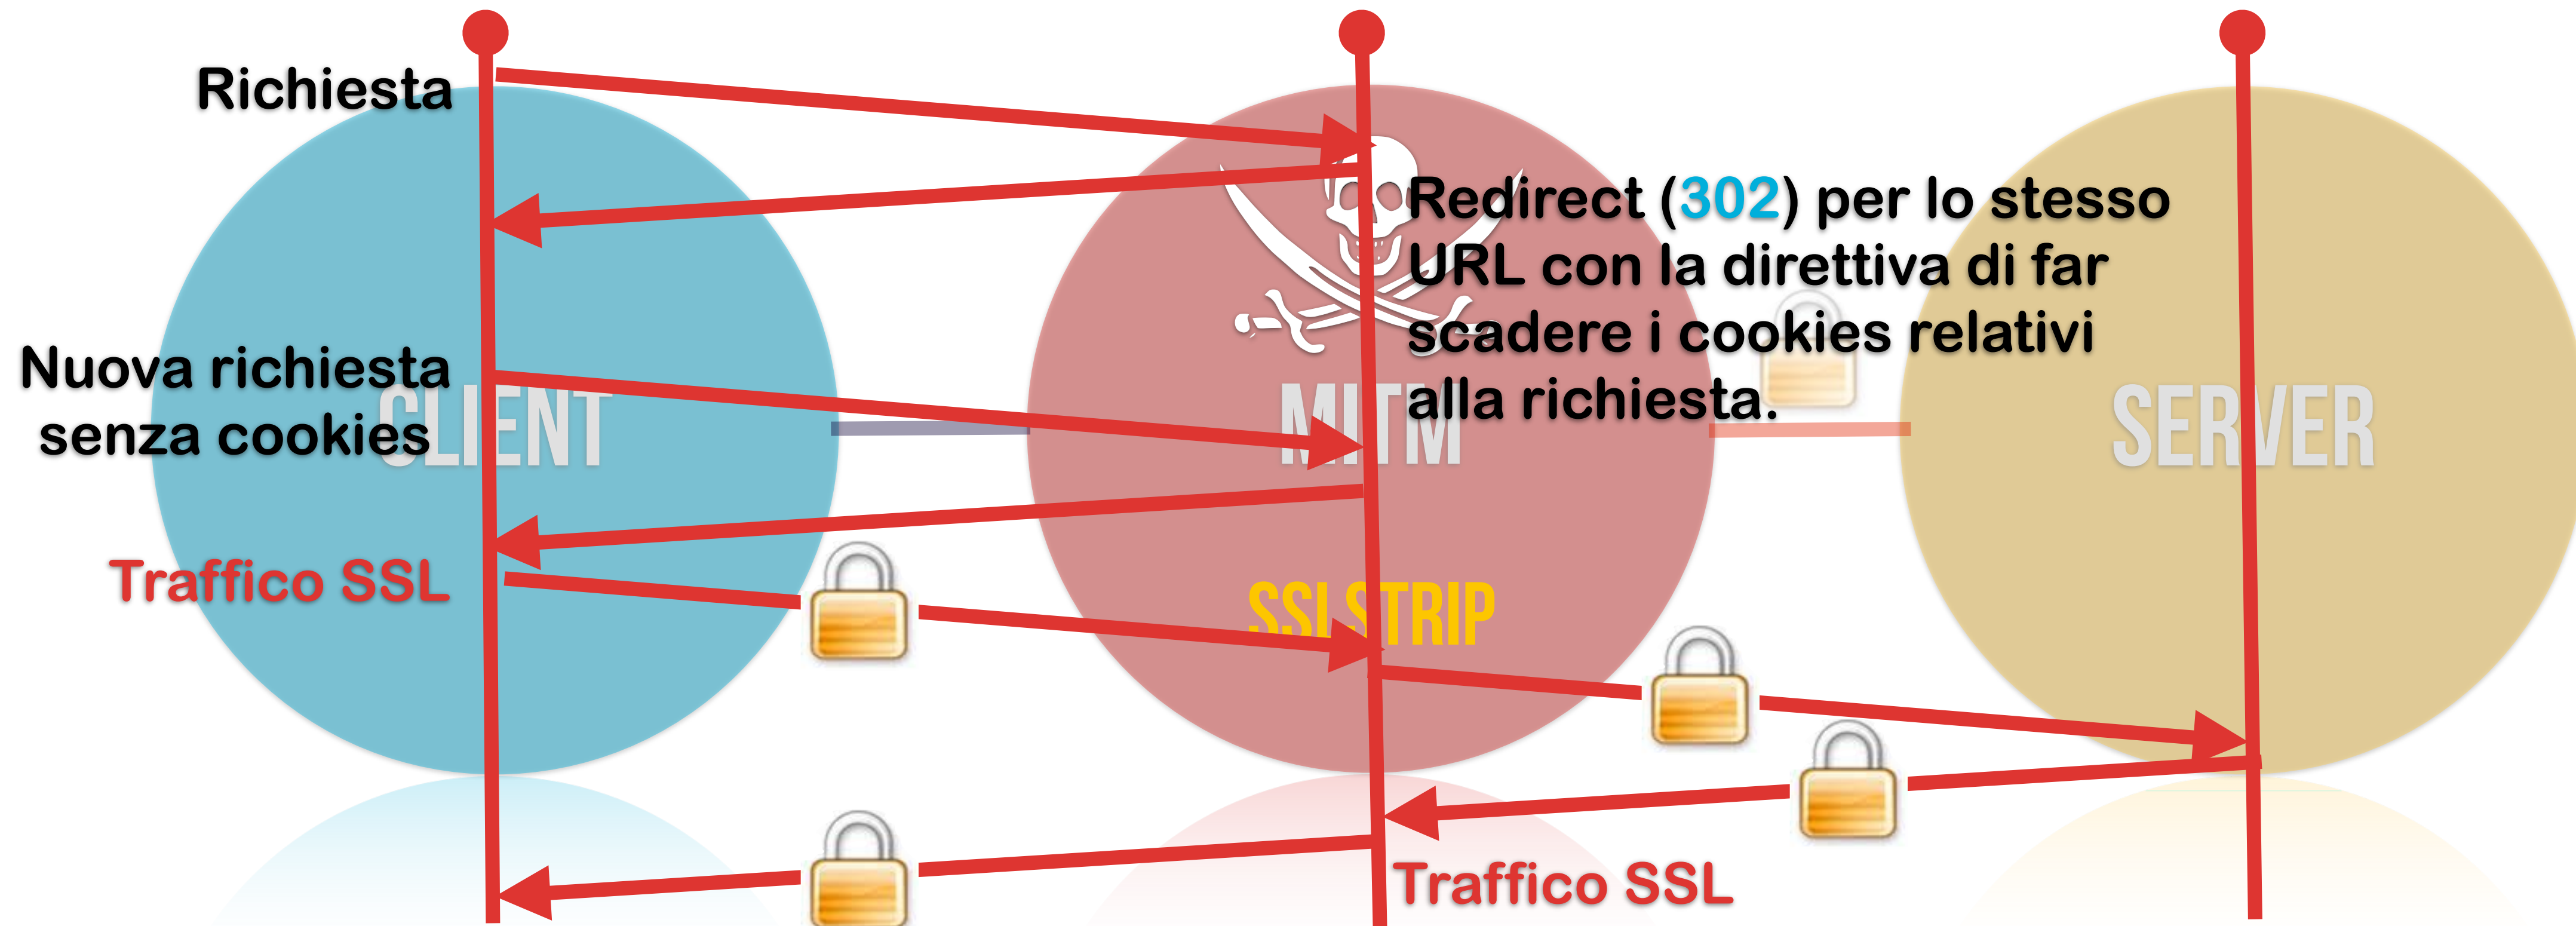 Richiesta
Redirect (302) per lo stesso
URL con la direttiva di far
scadere i cookies relativi
alla richiesta.
Nuova richiesta
senza cookies
CLIENT
MITM
SERVER
Traffico SSL
SSLSTRIP
Traffico SSL